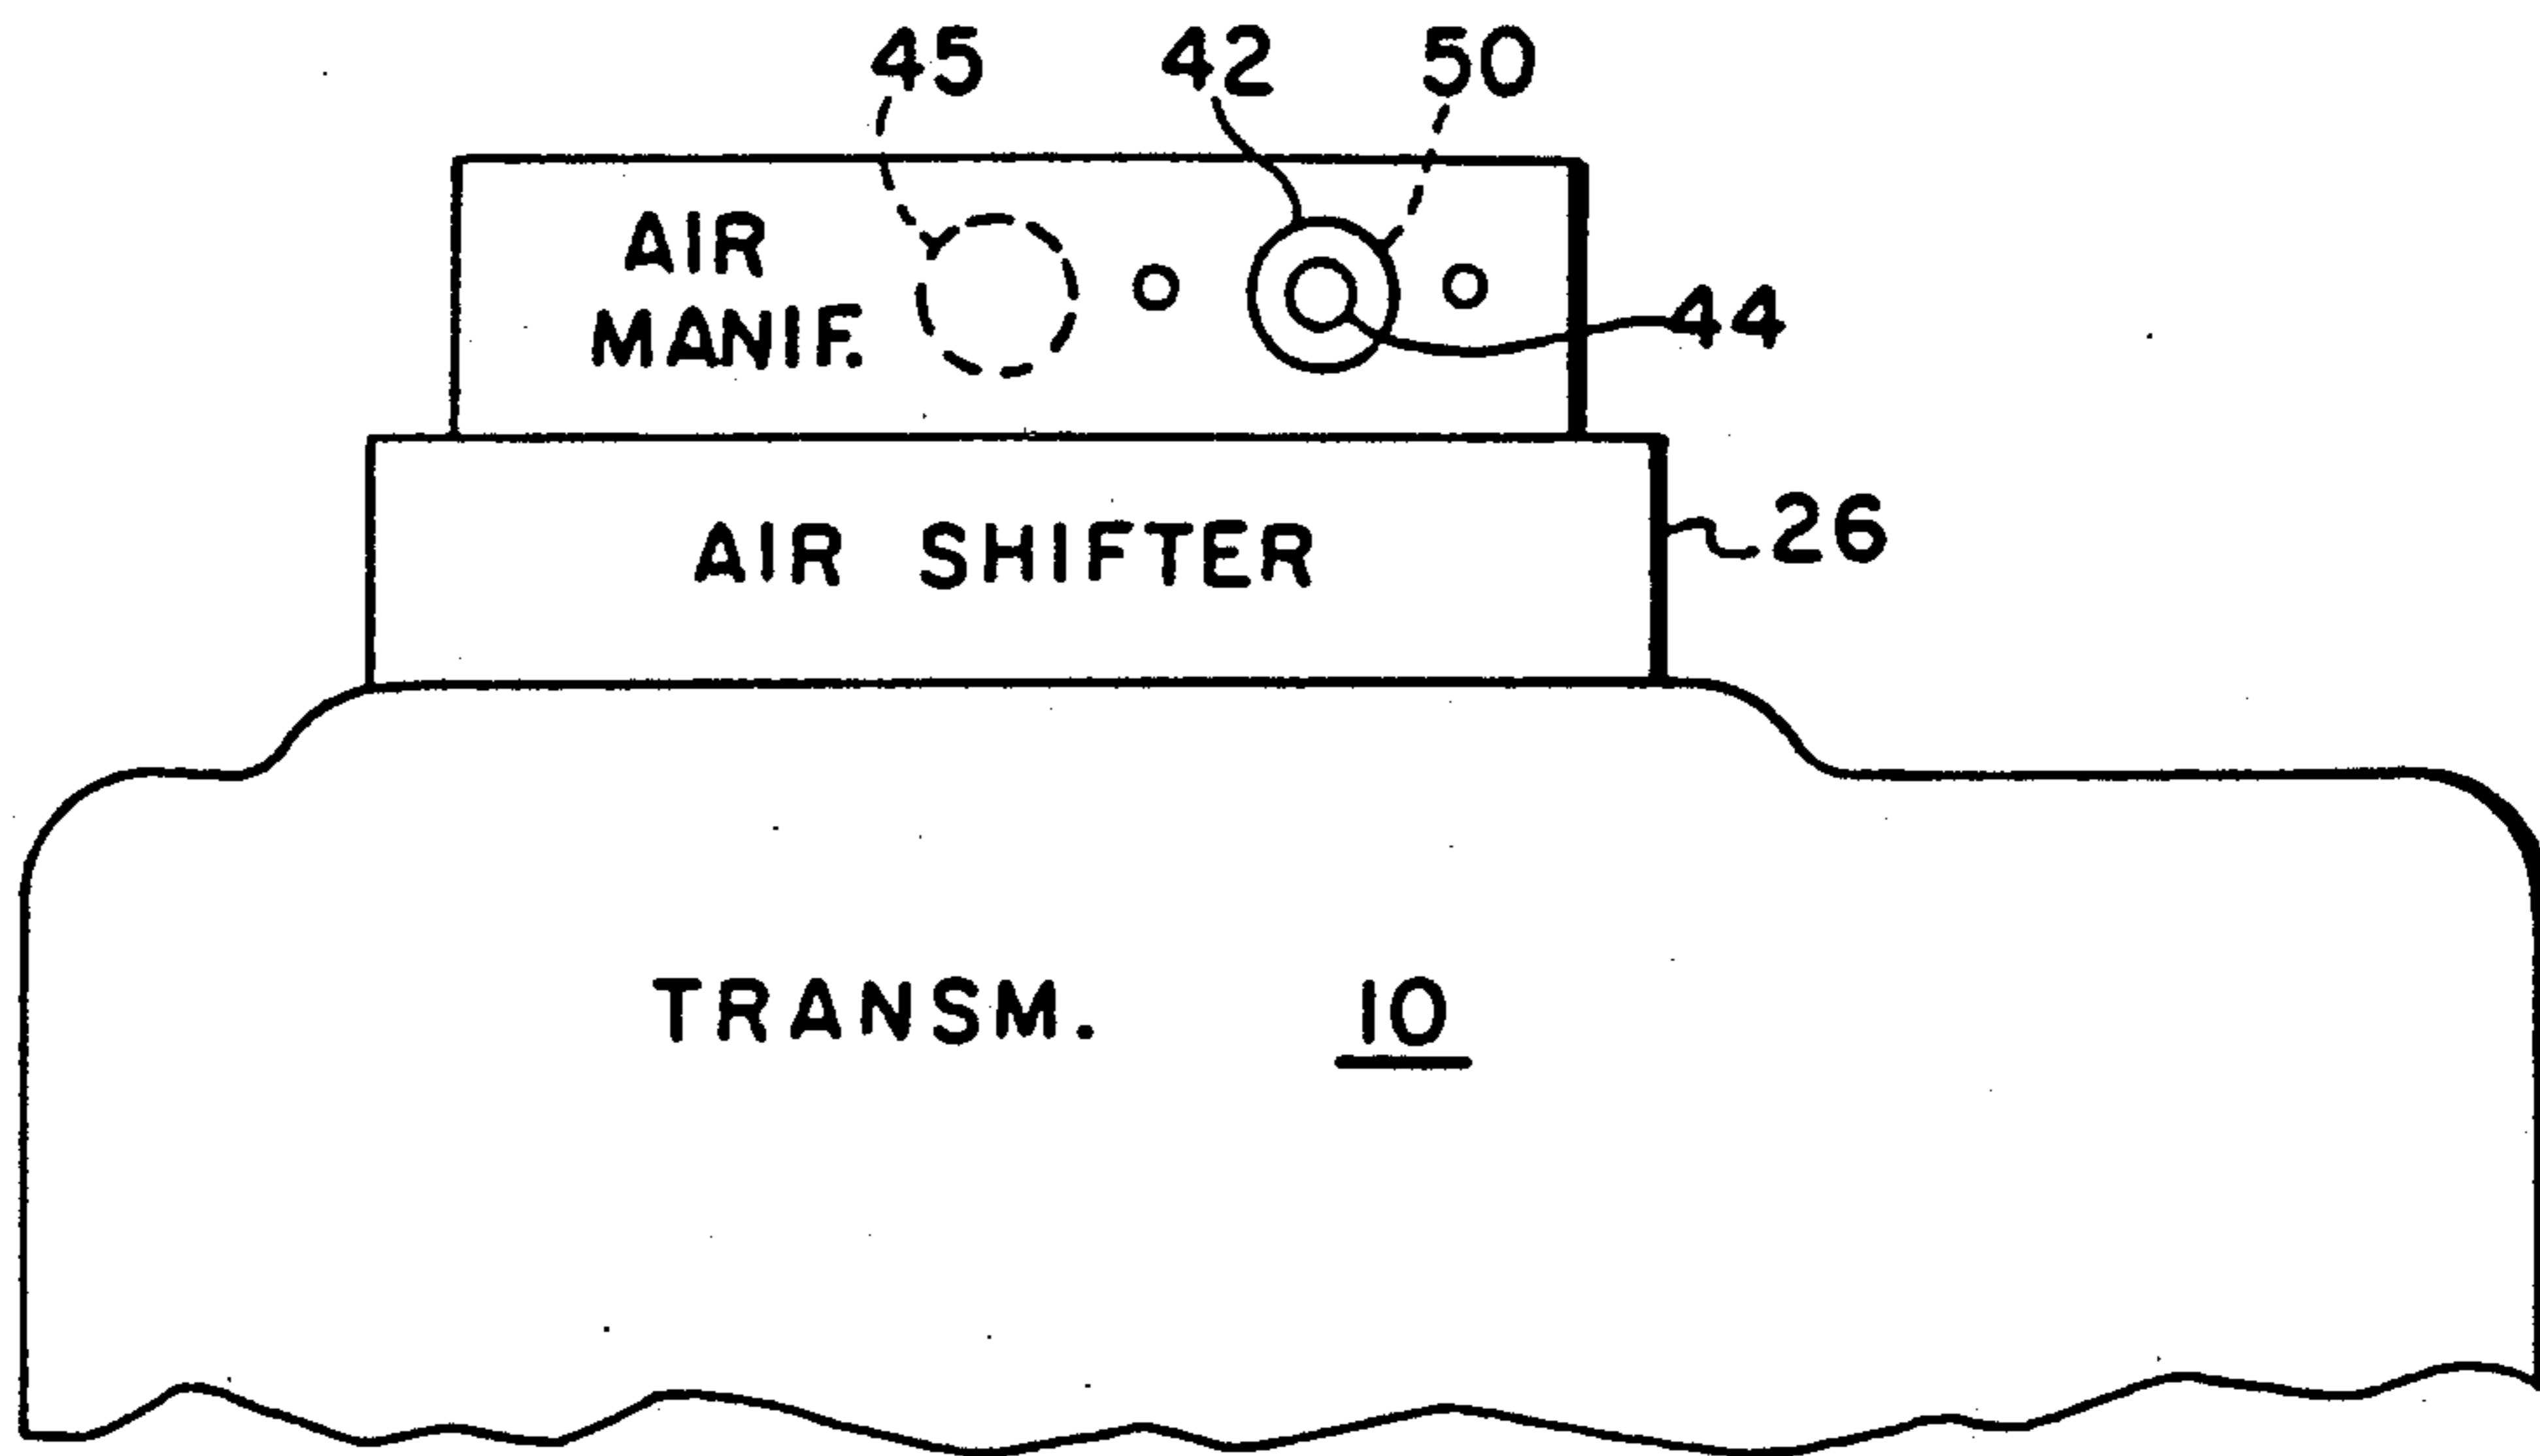 45 42 50
AIR
MANIF.
44
AIR SHIFTER
26
TRANSM. 10